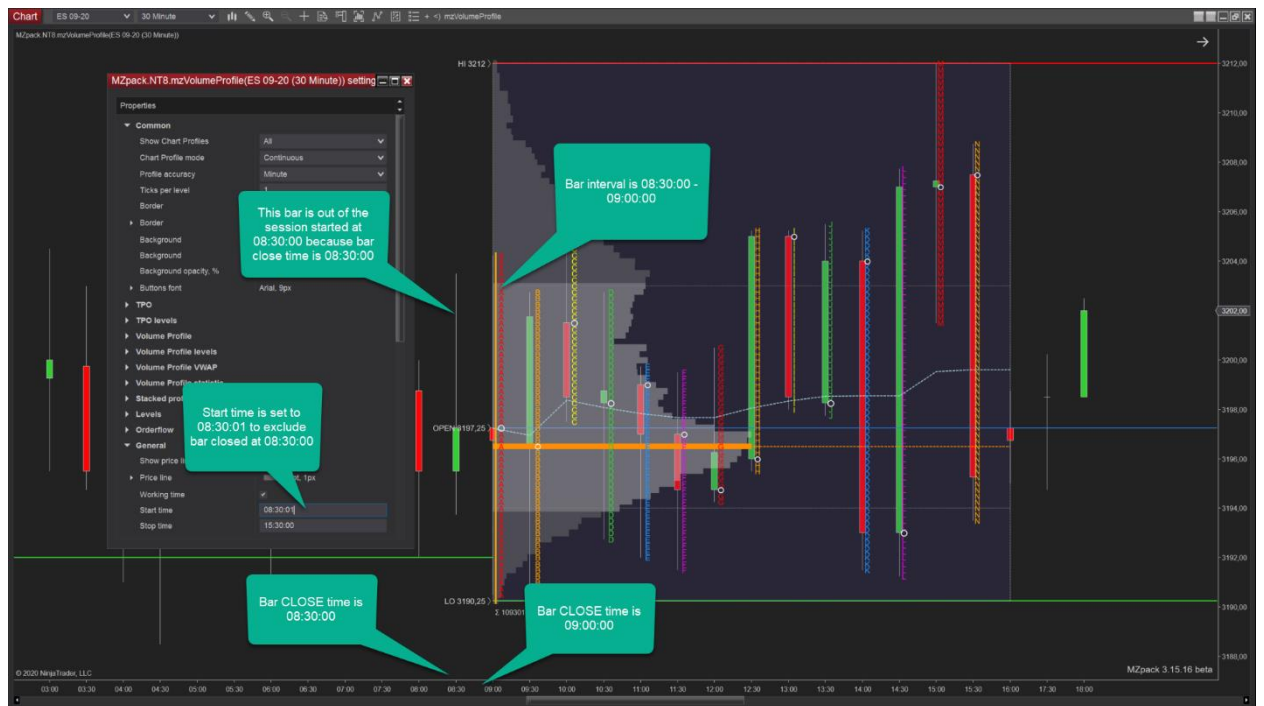 Chart
ES 09-20
30 Minute
mzVolumeProfile
MZpack.NT8.mzVolumeProfile(ES 09-20 (30 Minute))
MZpack.NT8.mzVolumeProfile(ES 09-20 (30 Minute)) setting
Properties
Common
Show Chart Profiles All
Chart Profile mode Continuous
Profile accuracy Minute
Ticks per level 1
Border
Border
Background
Background
Background opacity, %
Buttons font Arial, 9px
TPO
TPO levels
Volume Profile
Volume Profile levels
Volume Profile VWAP
Volume Profile statistic
Stacked prof
Levels
Orderflow
General
Show price li
Price line 1px
Working time
Start time 08:30:01
Stop time 15:30:00
This bar is out of the
session started at
08:30:00 because bar
close time is 08:30:00
Start time is set to
08:30:01 to exclude
bar closed at 08:30:00
Bar interval is 08:30:00 -
09:00:00
Bar CLOSE time is
08:30:00
Bar CLOSE time is
09:00:00
HI 3212
OPEN 3197,25
LO 3190,25
Σ 109301
3212,00
3210,00
3208,00
3206,00
3204,00
3202,00
3200,00
3198,00
3196,00
3194,00
3192,00
3190,00
3188,00
MZpack 3.15.16 beta
© 2020 NinjaTrader, LLC
03:00 03:30 04:00 04:30 05:00 05:30 06:00 06:30 07:00 07:30 08:00 08:30 09:00 09:30 10:00 10:30 11:00 11:30 12:00 12:30 13:00 13:30 14:00 14:30 15:00 15:30 16:00 17:30 18:00